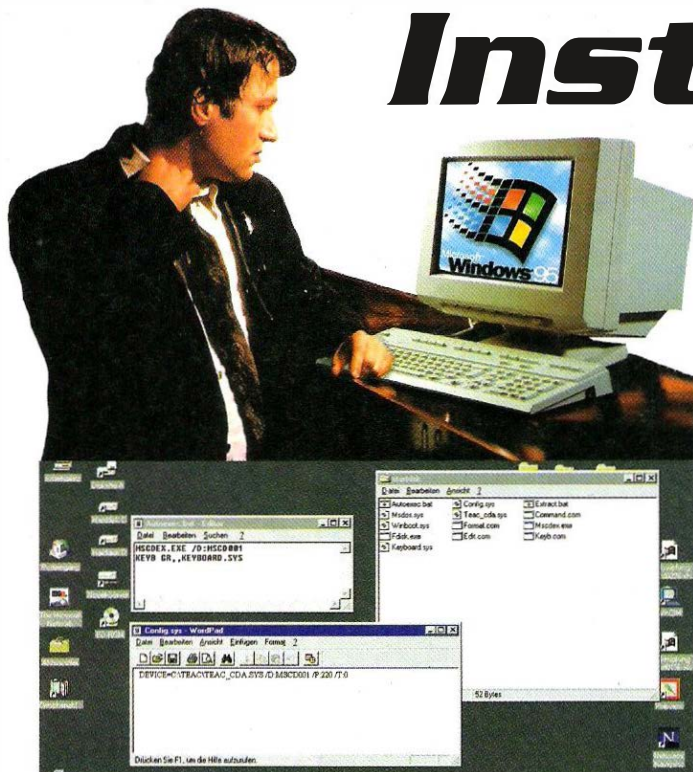 Inst
Microsoft
Windows 95
Datei Bearbeiten Ansicht ?
Autoexec.bat Config.sys Extract.bat
Msdos.sys Teac_cda.sys Command.com
Winboot.sys Format.com Mscdex.exe
Fdisk.exe Edit.com Keyb.com
Keyboard.sys
52 Bytes
Autoexec.bat - Editor
Datei Bearbeiten Suchen ?
MSCDEX.EXE /D:MSCD001
KEYB GR,,KEYBOARD.SYS
Config.sys - WordPad
Datei Bearbeiten Ansicht Einfügen Format ?
DEVICE=C:\TEAC\TEAC_CDA.SYS /D:MSCD001 /P:220 /T:0
Drücken Sie F1, um die Hilfe aufzurufen.